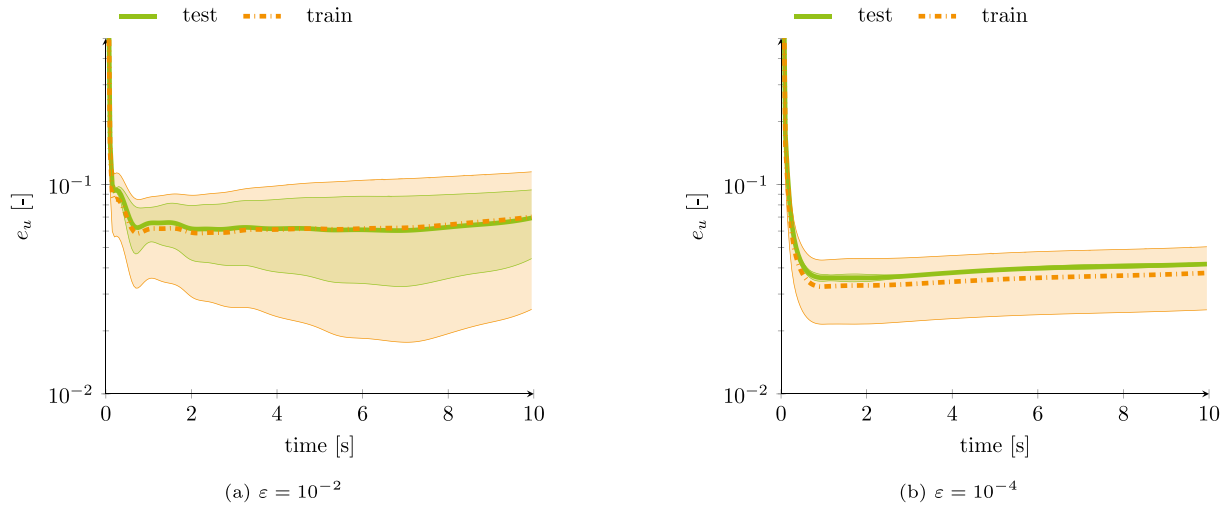 test train
10⁻¹
10⁻²
e_u [-]
0 2 4 6 8 10
time [s]
(a) ε = 10⁻²
test train
10⁻¹
10⁻²
e_u [-]
0 2 4 6 8 10
time [s]
(b) ε = 10⁻⁴